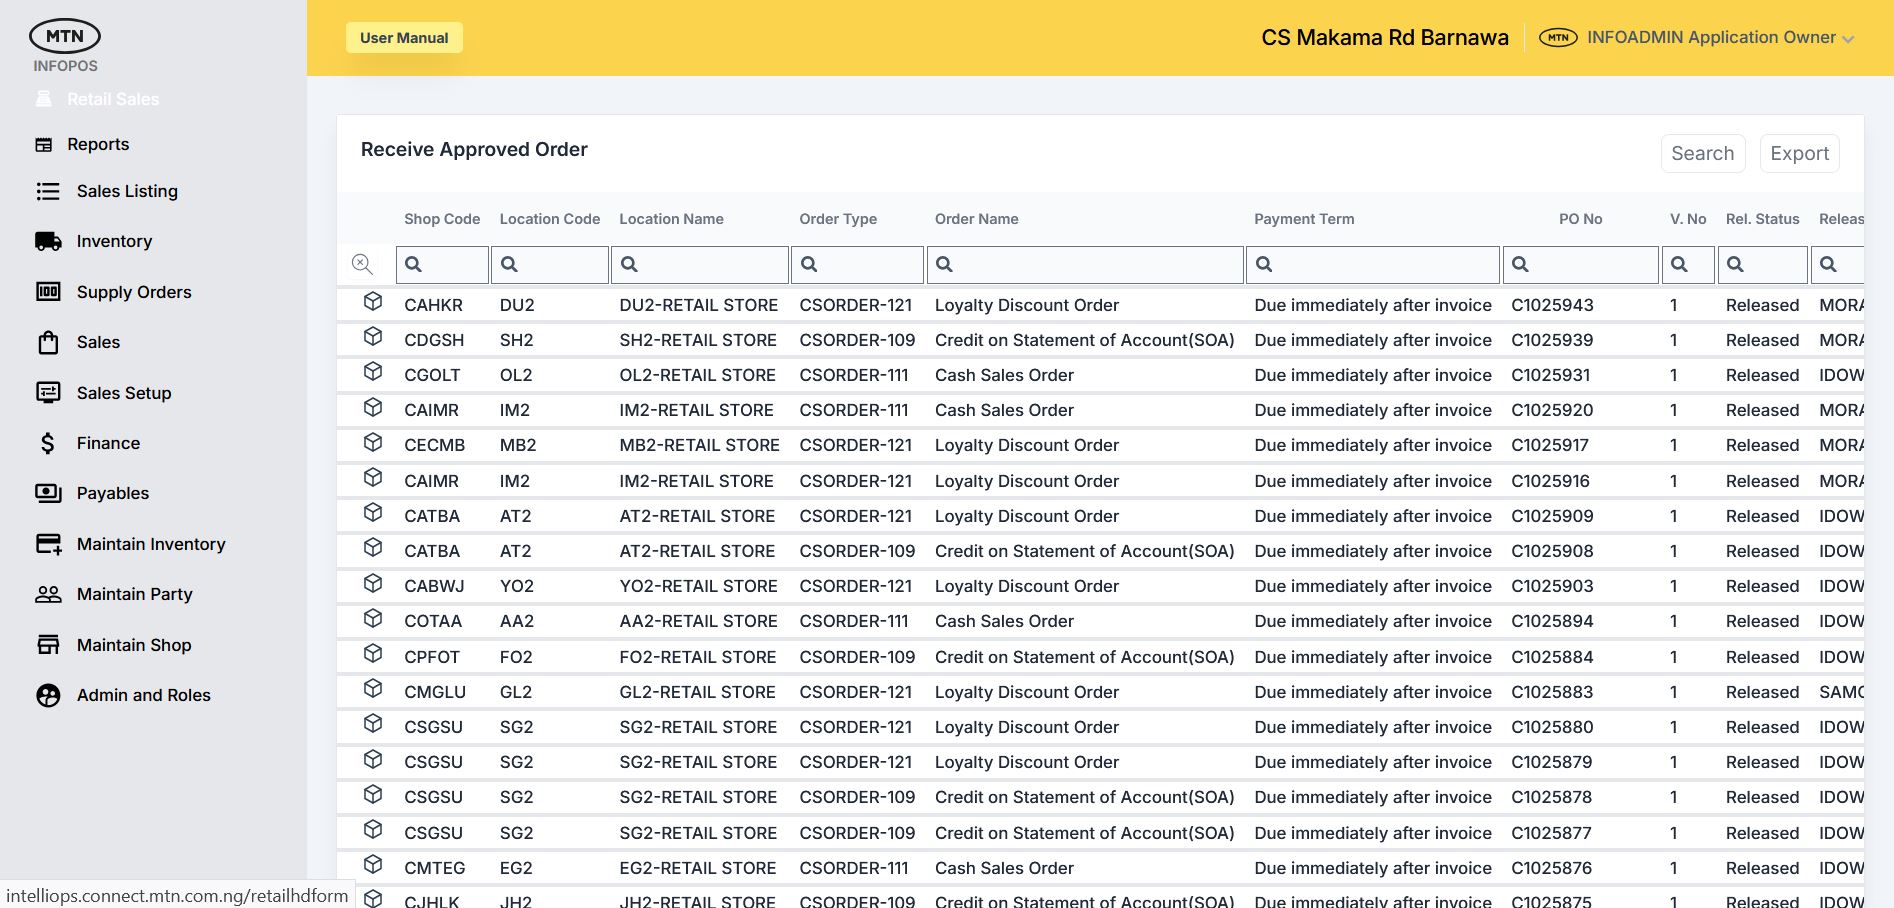 MTN
INFOPOS
Retail Sales
Reports
Sales Listing
Inventory
Supply Orders
Sales
Sales Setup
Finance
Payables
Maintain Inventory
Maintain Party
Maintain Shop
Admin and Roles
intelliops.connect.mtn.com.ng/retailhdform
User Manual
CS Makama Rd Barnawa
MTN INFOADMIN Application Owner
Receive Approved Order
Search Export
Shop Code Location Code Location Name Order Type Order Name Payment Term PO No V. No Rel. Status Releas
CAHKR DU2 DU2-RETAIL STORE CSORDER-121 Loyalty Discount Order Due immediately after invoice C1025943 1 Released MORA
CDGSH SH2 SH2-RETAIL STORE CSORDER-109 Credit on Statement of Account(SOA) Due immediately after invoice C1025939 1 Released MORA
CGOLT OL2 OL2-RETAIL STORE CSORDER-111 Cash Sales Order Due immediately after invoice C1025931 1 Released IDOW
CAIMR IM2 IM2-RETAIL STORE CSORDER-111 Cash Sales Order Due immediately after invoice C1025920 1 Released MORA
CECMB MB2 MB2-RETAIL STORE CSORDER-121 Loyalty Discount Order Due immediately after invoice C1025917 1 Released MORA
CAIMR IM2 IM2-RETAIL STORE CSORDER-121 Loyalty Discount Order Due immediately after invoice C1025916 1 Released MORA
CATBA AT2 AT2-RETAIL STORE CSORDER-121 Loyalty Discount Order Due immediately after invoice C1025909 1 Released IDOW
CATBA AT2 AT2-RETAIL STORE CSORDER-109 Credit on Statement of Account(SOA) Due immediately after invoice C1025908 1 Released IDOW
CABWJ YO2 YO2-RETAIL STORE CSORDER-121 Loyalty Discount Order Due immediately after invoice C1025903 1 Released IDOW
COTAA AA2 AA2-RETAIL STORE CSORDER-111 Cash Sales Order Due immediately after invoice C1025894 1 Released IDOW
CPFOT FO2 FO2-RETAIL STORE CSORDER-109 Credit on Statement of Account(SOA) Due immediately after invoice C1025884 1 Released IDOW
CMGLU GL2 GL2-RETAIL STORE CSORDER-121 Loyalty Discount Order Due immediately after invoice C1025883 1 Released SAMO
CSGSU SG2 SG2-RETAIL STORE CSORDER-121 Loyalty Discount Order Due immediately after invoice C1025880 1 Released IDOW
CSGSU SG2 SG2-RETAIL STORE CSORDER-121 Loyalty Discount Order Due immediately after invoice C1025879 1 Released IDOW
CSGSU SG2 SG2-RETAIL STORE CSORDER-109 Credit on Statement of Account(SOA) Due immediately after invoice C1025878 1 Released IDOW
CSGSU SG2 SG2-RETAIL STORE CSORDER-109 Credit on Statement of Account(SOA) Due immediately after invoice C1025877 1 Released IDOW
CMTEG EG2 EG2-RETAIL STORE CSORDER-111 Cash Sales Order Due immediately after invoice C1025876 1 Released IDOW
CJHLK JH2 JH2-RETAIL STORE CSORDER-109 Credit on Statement of Account(SOA) Due immediately after invoice C1025875 1 Released IDOW